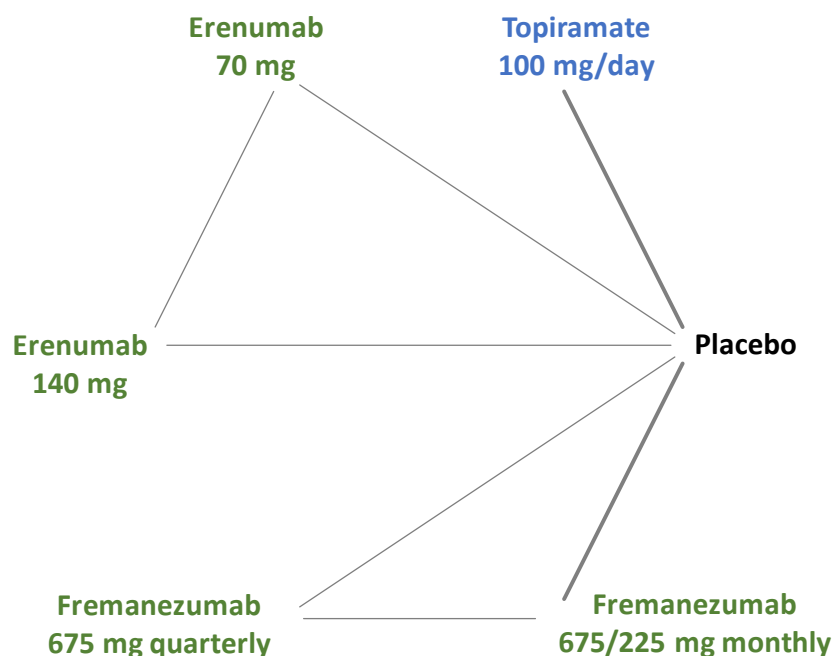 Erenumab
70 mg
Topiramate
100 mg/day
Erenumab
140 mg
Placebo
Fremanezumab
675 mg quarterly
Fremanezumab
675/225 mg monthly